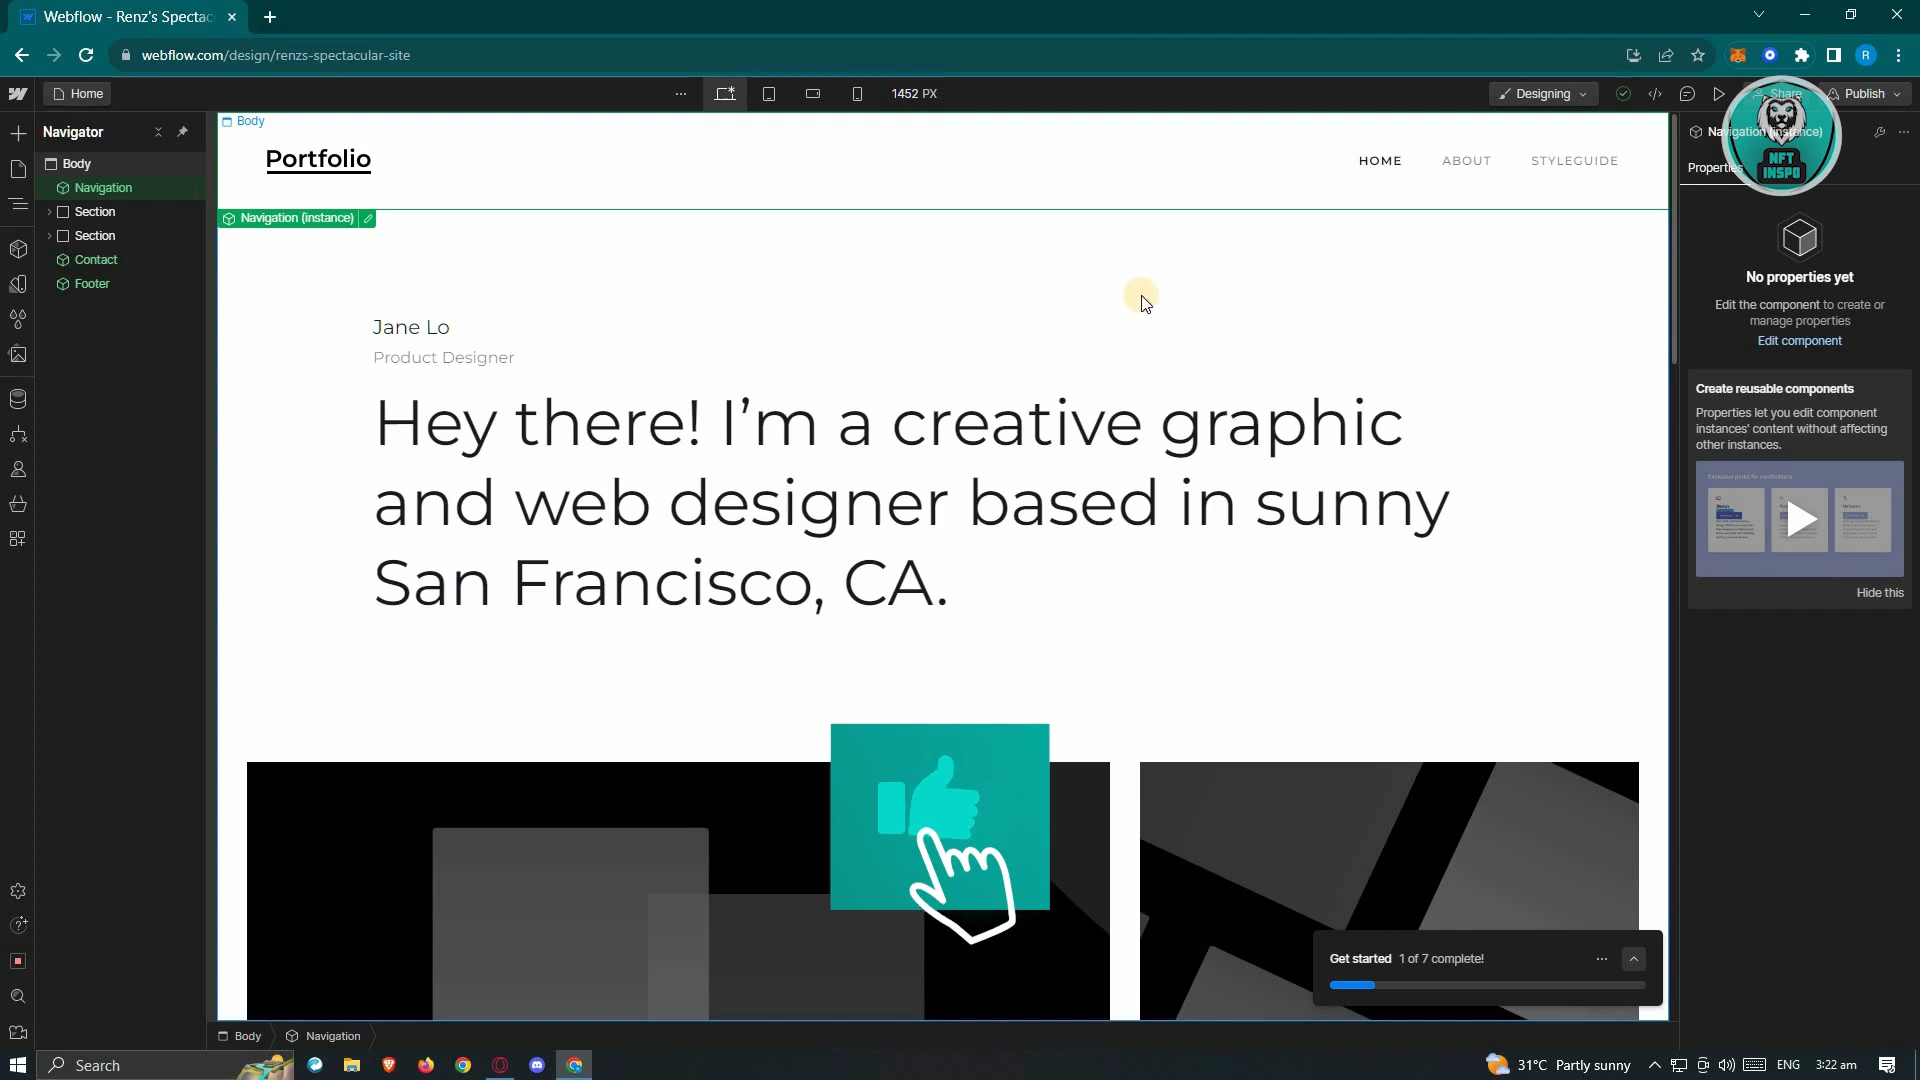 Webflow - Renz's Spectac
webflow.com/design/renzs-spectacular-site
R
Home
1452 PX
Designing
Share
Publish
Navigator
Body
Navigation
Section
Section
Contact
Footer
Body
Portfolio
HOME
ABOUT
STYLEGUIDE
Navigation (instance)
Jane Lo
Product Designer
Hey there! I’m a creative graphic
and web designer based in sunny
San Francisco, CA.
Navigation (instance)
NFT
INSPO
Properties
No properties yet
Edit the component to create or
manage properties
Edit component
Create reusable components
Properties let you edit component
instances' content without affecting
other instances.
Hide this
Get started 1 of 7 complete!
Body
Navigation
Search
31°C Partly sunny
ENG
3:22 am